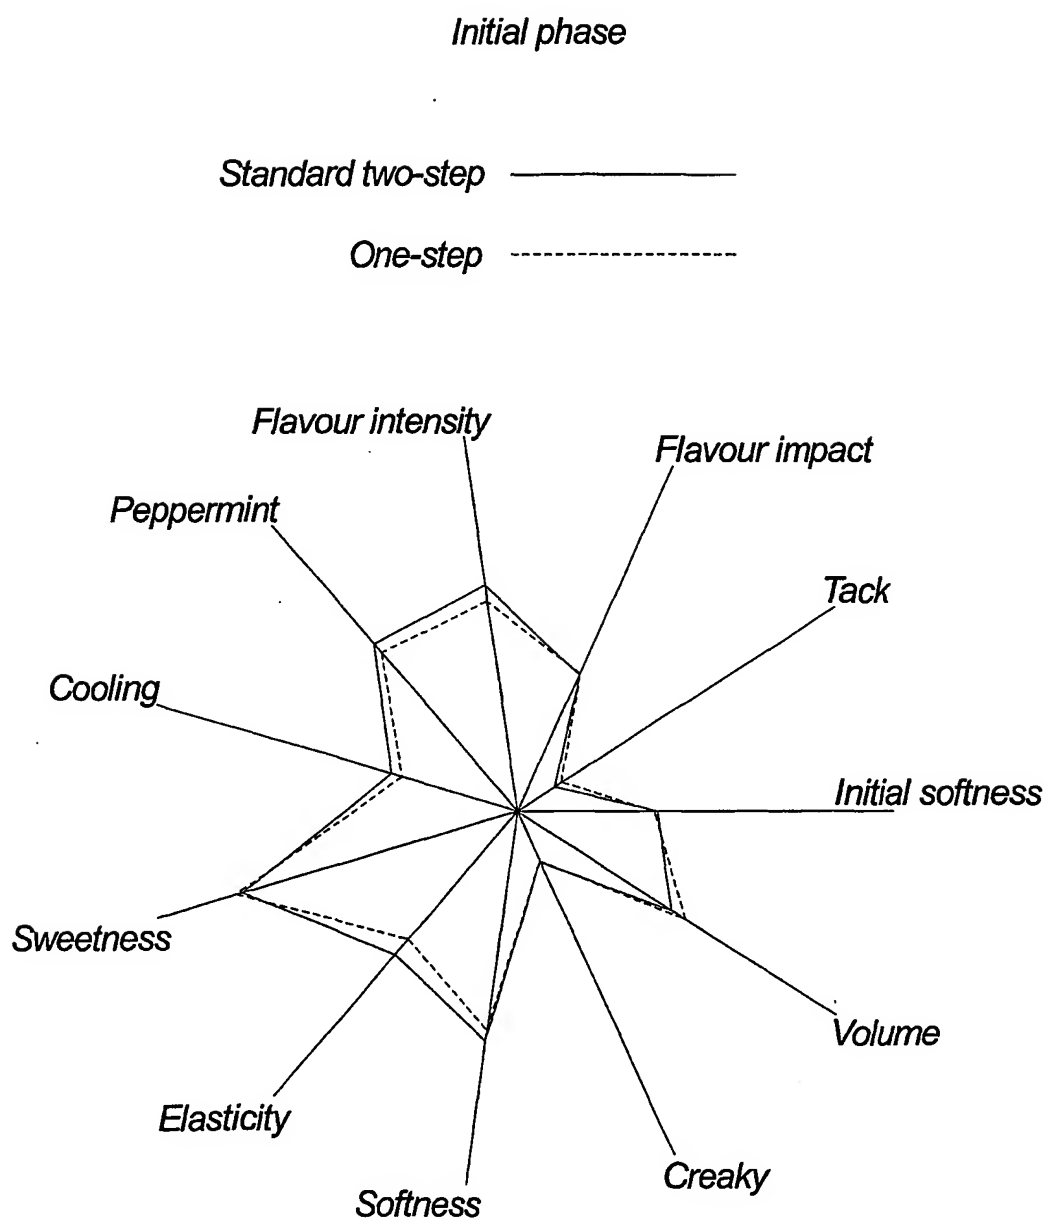 Initial phase
Standard two-step
One-step
Flavour intensity
Flavour impact
Peppermint
Tack
Cooling
Initial softness
Sweetness
Volume
Elasticity
Creaky
Softness